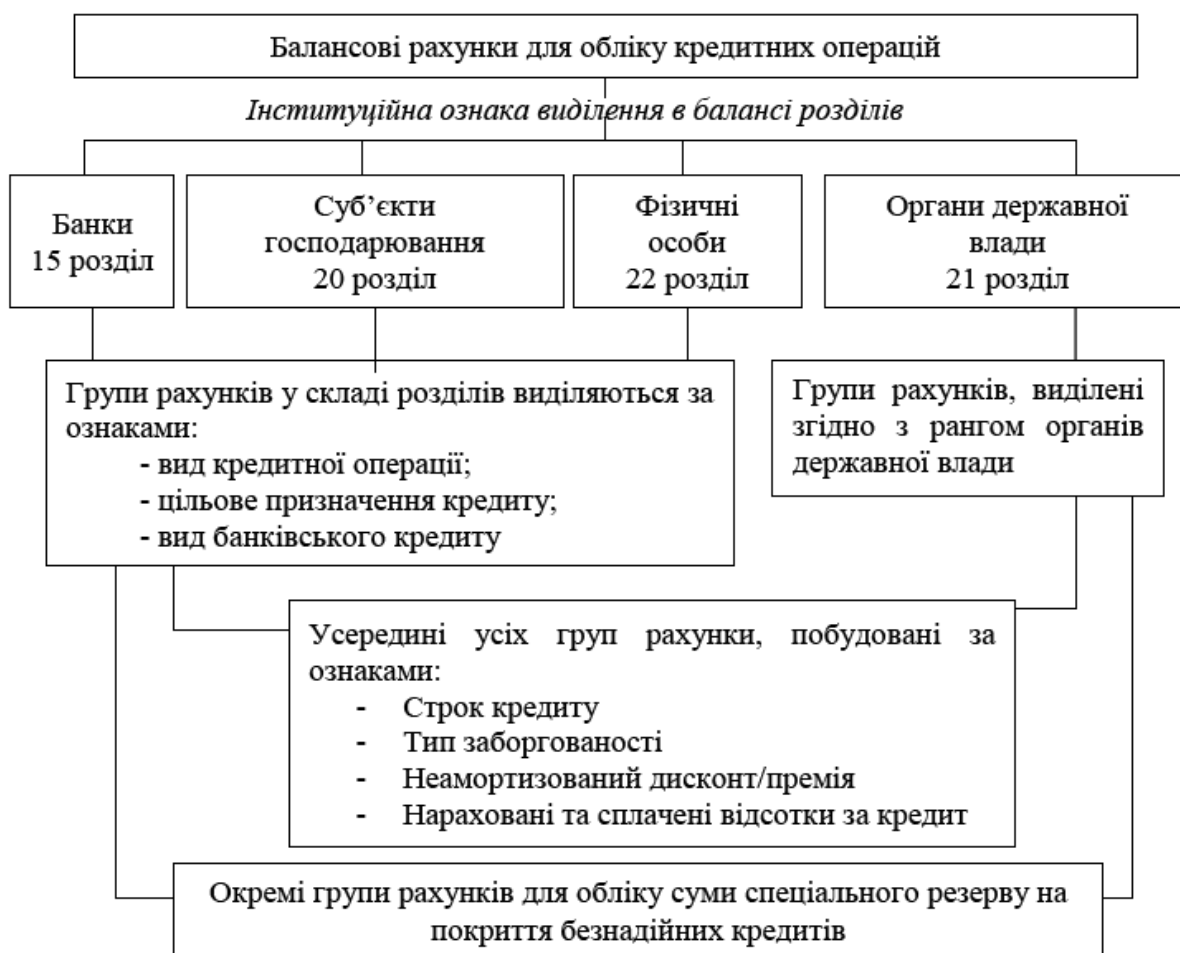 Балансові рахунки для обліку кредитних операцій
Інституційна ознака виділення в балансі розділів
Банки
15 розділ
Суб’єкти
господарювання
20 розділ
Фізичні
особи
22 розділ
Органи державної
влади
21 розділ
Групи рахунків у складі розділів виділяються за
ознаками:
- вид кредитної операції;
- цільове призначення кредиту;
- вид банківського кредиту
Групи рахунків, виділені
згідно з рангом органів
державної влади
Усередині усіх груп рахунки, побудовані за
ознаками:
- Строк кредиту
- Тип заборгованості
- Неамортизований дисконт/премія
- Нараховані та сплачені відсотки за кредит
Окремі групи рахунків для обліку суми спеціального резерву на
покриття безнадійних кредитів